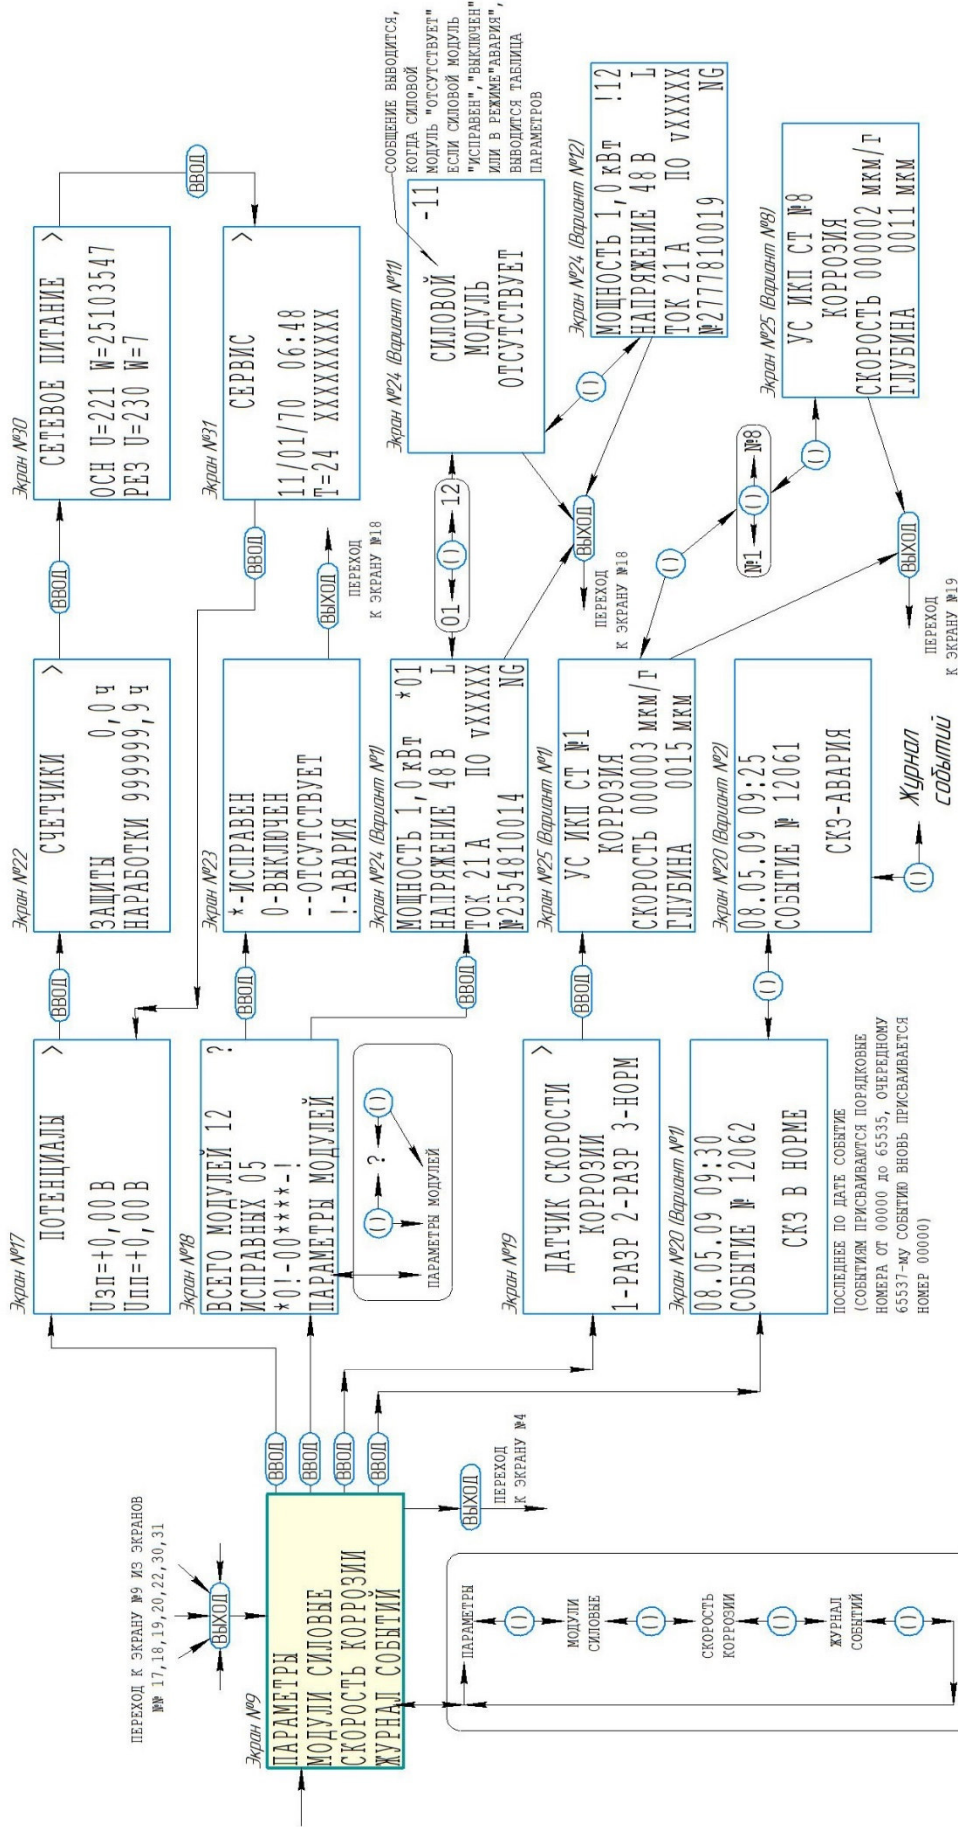 ПЕРЕХОД К ЭКРАНУ №9 ИЗ ЭКРАНОВ
№№ 17,18,19,20,22,30,31
ВЫХОД
Экран №9
ПАРАМЕТРЫ
МОДУЛИ СИЛОВЫЕ
СКОРОСТЬ КОРРОЗИИ
ЖУРНАЛ СОБЫТИЙ
ВВОД
ВВОД
ВВОД
ВВОД
ВЫХОД
ПЕРЕХОД
К ЭКРАНУ №4
ПАРАМЕТРЫ
()
МОДУЛИ
СИЛОВЫЕ
()
СКОРОСТЬ
КОРРОЗИИ
()
ЖУРНАЛ
СОБЫТИЙ
()
Экран №17
ПОТЕНЦИАЛЫ >
Uзп=+0,00 В
Uпп=+0,00 В
ВВОД
Экран №22
СЧЕТЧИКИ >
ЗАЩИТЫ 0,0 ч
НАРАБОТКИ 999999,9 ч
ВВОД
Экран №30
СЕТЕВОЕ ПИТАНИЕ >
ОСН U=221 W=25103547
РЕЗ U=230 W=7
ВВОД
Экран №31
СЕРВИС >
11/01/70 06:48
T=24 XXXXXXXXX
ВВОД
Экран №18
ВСЕГО МОДУЛЕЙ 12 ?
ИСПРАВНЫХ 05
*0!-00****-!
ПАРАМЕТРЫ МОДУЛЕЙ
() ? ()
ПАРАМЕТРЫ МОДУЛЕЙ
ВВОД
Экран №23
*-ИСПРАВЕН
0-ВЫКЛЮЧЕН
--ОТСУТСТВУЕТ
!-АВАРИЯ
ВЫХОД
ПЕРЕХОД
К ЭКРАНУ №18
ВВОД
Экран №24 (Вариант №1)
МОЩНОСТЬ 1,0 кВт *01
НАПРЯЖЕНИЕ 48 В L
ТОК 21 А ПО vXXXXX
№2554810014 NG
01 () 12
Экран №24 (Вариант №11)
СИЛОВОЙ -11
МОДУЛЬ
ОТСУТСТВУЕТ
СООБЩЕНИЕ ВЫВОДИТСЯ,
КОГДА СИЛОВОЙ
МОДУЛЬ "ОТСУТСТВУЕТ"
ЕСЛИ СИЛОВОЙ МОДУЛЬ
"ИСПРАВЕН","ВЫКЛЮЧЕН"
ИЛИ В РЕЖИМЕ"АВАРИЯ",
ВЫВОДИТСЯ ТАБЛИЦА
ПАРАМЕТРОВ
()
Экран №24 (Вариант №12)
МОЩНОСТЬ 1,0 кВт !12
НАПРЯЖЕНИЕ 48 В L
ТОК 21 А ПО vXXXXX
№2777810019 NG
ВЫХОД
ПЕРЕХОД
К ЭКРАНУ №18
Экран №19
ДАТЧИК СКОРОСТИ >
КОРРОЗИИ
1-РАЗР 2-РАЗР 3-НОРМ
ВВОД
Экран №25 (Вариант №1)
УС ИКП СТ №1
КОРРОЗИЯ
СКОРОСТЬ 000003 мкм/г
ГЛУБИНА 0015 мкм
()
№1 () №8
()
Экран №25 (Вариант №8)
УС ИКП СТ №8
КОРРОЗИЯ
СКОРОСТЬ 000002 мкм/г
ГЛУБИНА 0011 мкм
ВЫХОД
ПЕРЕХОД
К ЭКРАНУ №19
Экран №20 (Вариант №1)
08.05.09 09:30
СОБЫТИЕ № 12062
СКЗ В НОРМЕ
ПОСЛЕДНЕЕ ПО ДАТЕ СОБЫТИЕ
(СОБЫТИЯМ ПРИСВАИВАЮТСЯ ПОРЯДКОВЫЕ
НОМЕРА ОТ 00000 до 65535, ОЧЕРЕДНОМУ
65537-му СОБЫТИЮ ВНОВЬ ПРИСВАИВАЕТСЯ
НОМЕР 00000)
()
Экран №20 (Вариант №2)
08.05.09 09:25
СОБЫТИЕ № 12061
СКЗ-АВАРИЯ
()
Журнал
событий